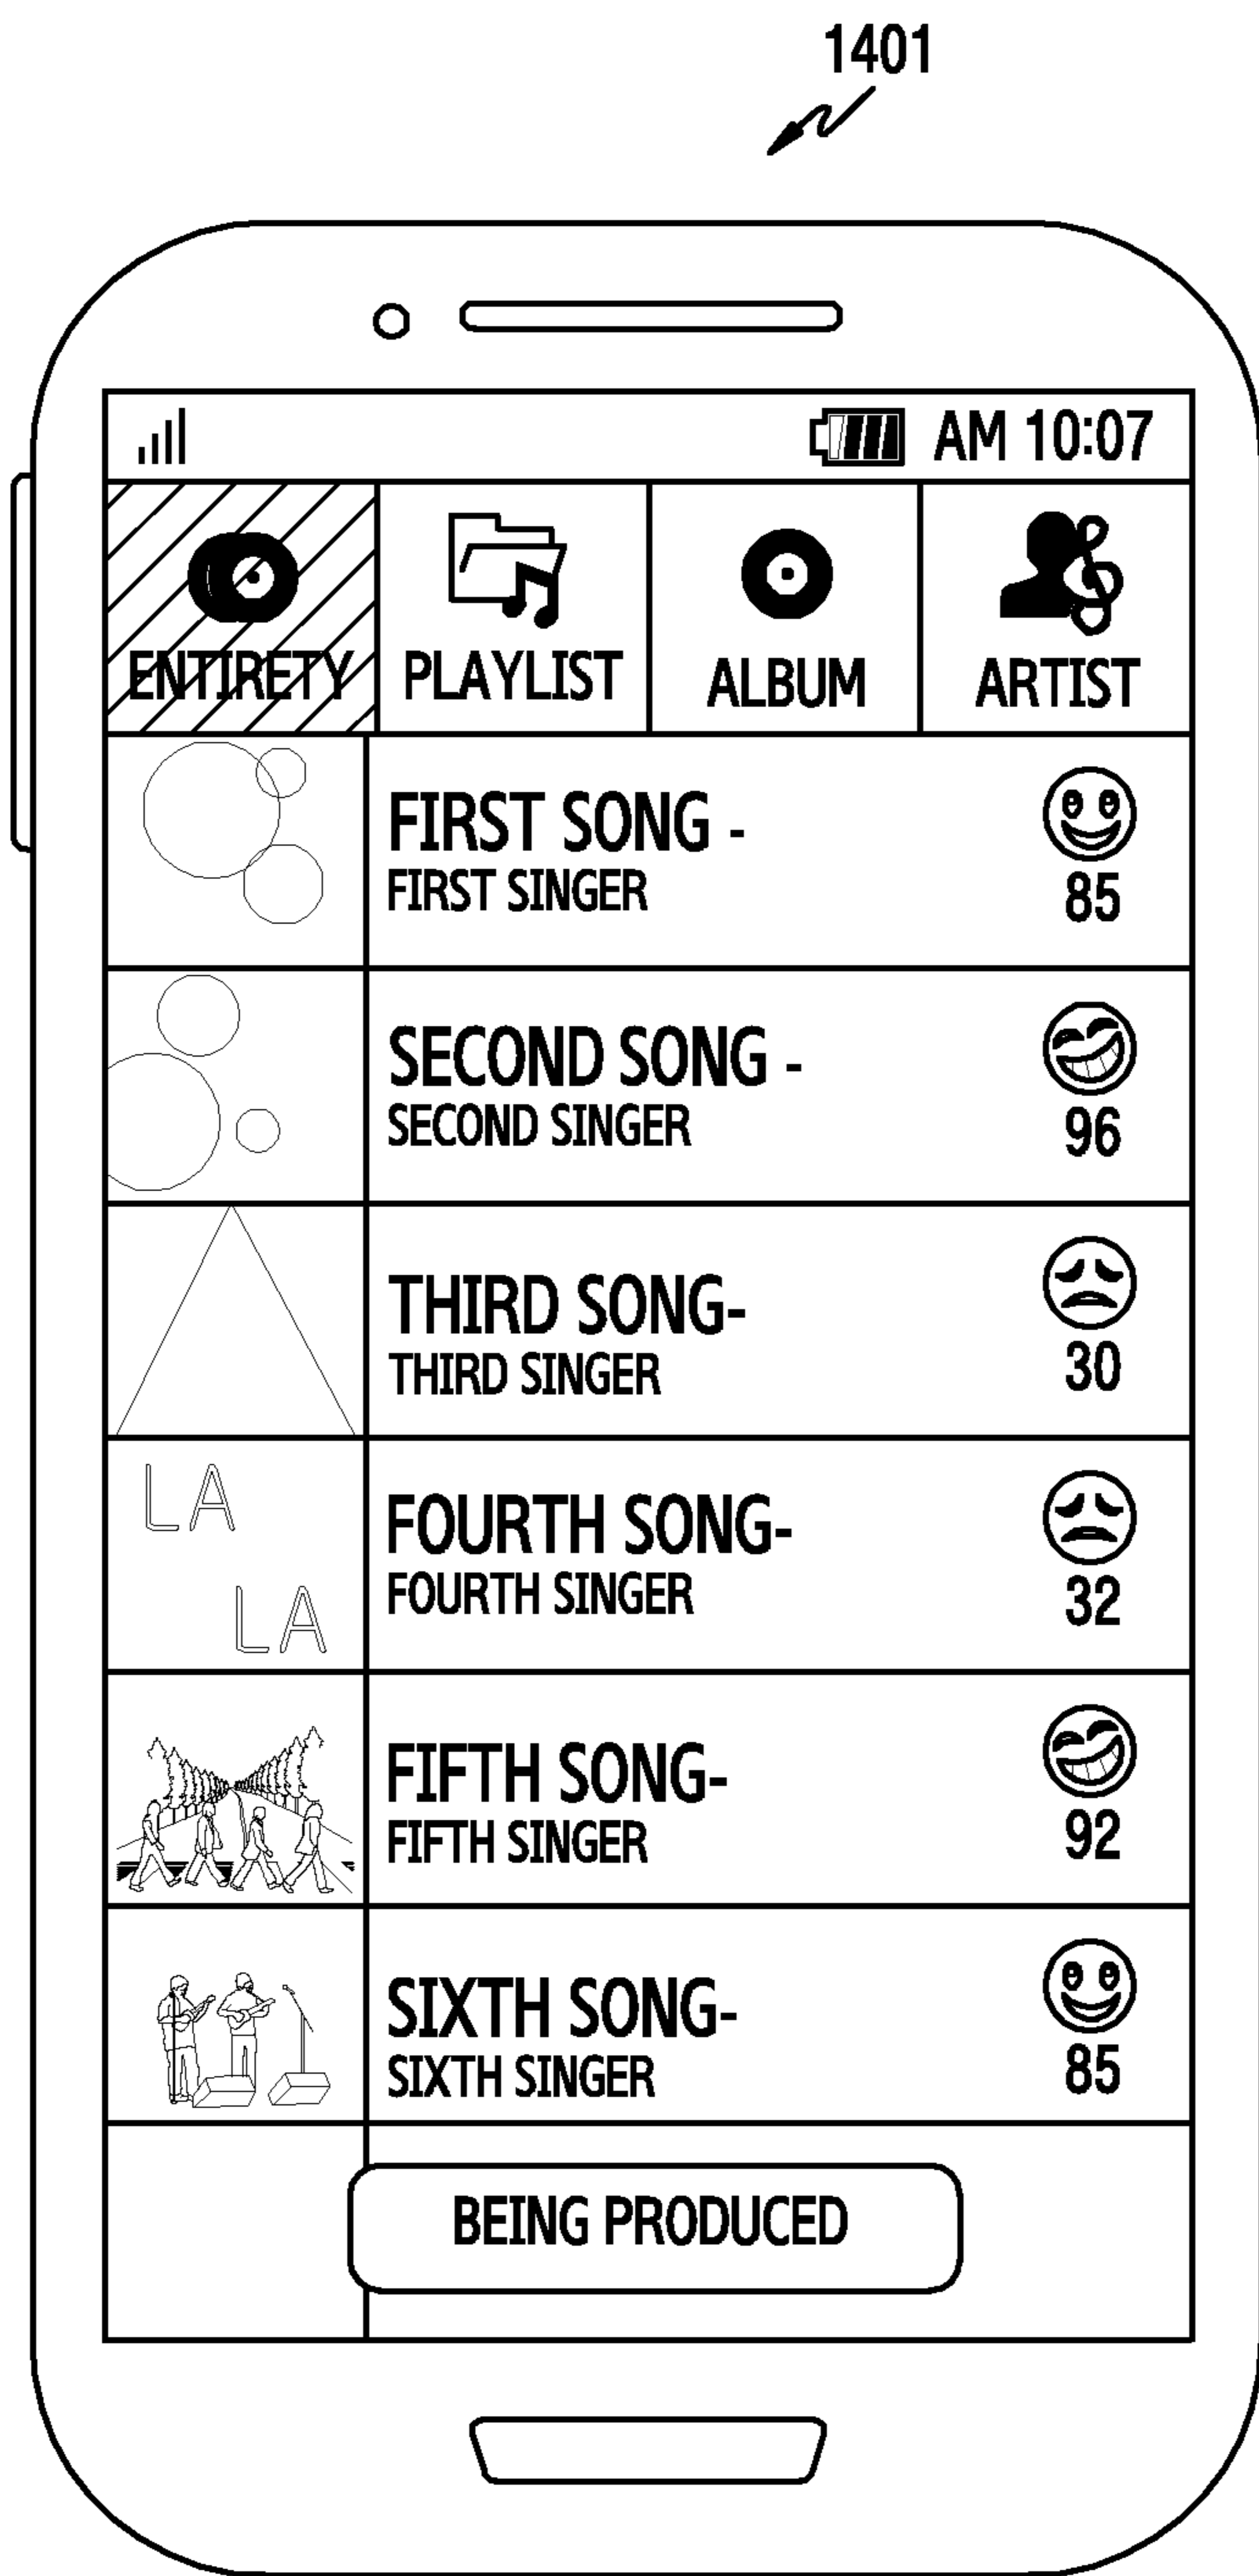 1401
AM 10:07
ENTIRETY PLAYLIST ALBUM ARTIST
FIRST SONG -
FIRST SINGER
85
SECOND SONG -
SECOND SINGER
96
THIRD SONG-
THIRD SINGER
30
LA
LA
FOURTH SONG-
FOURTH SINGER
32
FIFTH SONG-
FIFTH SINGER
92
SIXTH SONG-
SIXTH SINGER
85
BEING PRODUCED